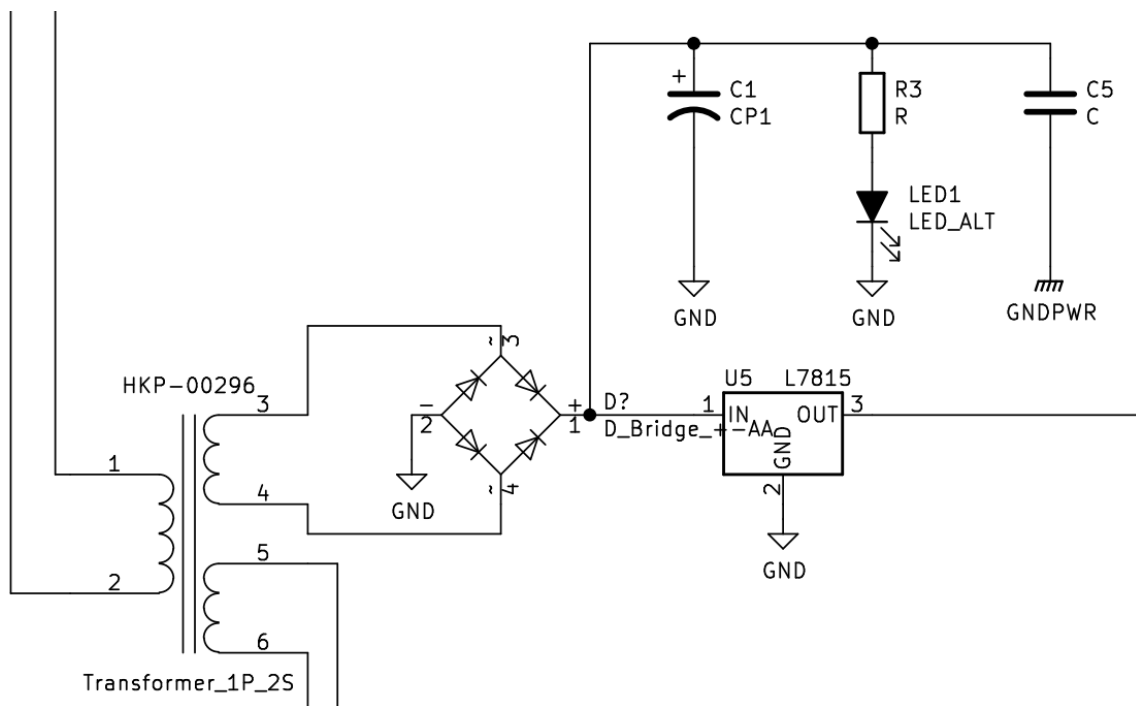 +
C1
CP1
R3
R
C5
C
LED1
LED_ALT
GND
GND
GNDPWR
~
3
HKP-00296
U5
L7815
3
-
2
+
1
D?
D_Bridge_+-AA
1
IN
OUT
3
GND
2
1
4
~
4
GND
5
GND
2
6
Transformer_1P_2S